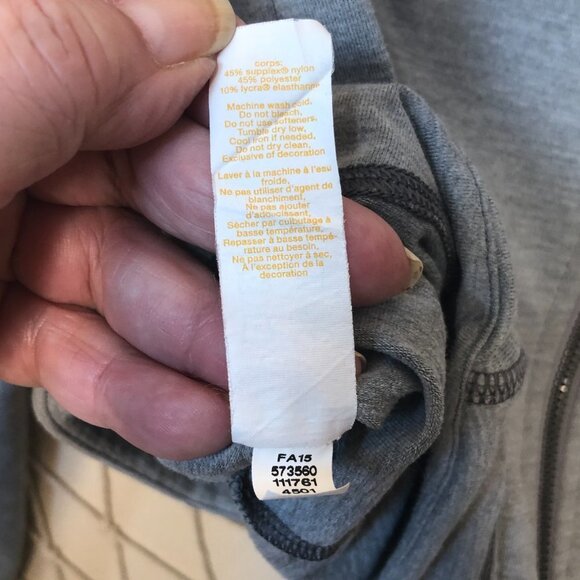 corps:
45% supplex® nylon
45% polyester
10% lycra® elasthanne
Machine wash cold.
Do not bleach,
Do not use softeners.
Tumble dry low,
Cool iron if needed,
Do not dry clean,
Exclusive of decoration
Laver à la machine à l'eau
froide,
Ne pas utiliser d'agent de
blanchiment,
Ne pas ajouter
d'adoucissant,
Sécher par culbutage à
basse température,
Repasser à basse tempé-
rature au besoin,
Ne pas nettoyer à sec,
À l'exception de la
decoration
FA15
573560
111761
4501